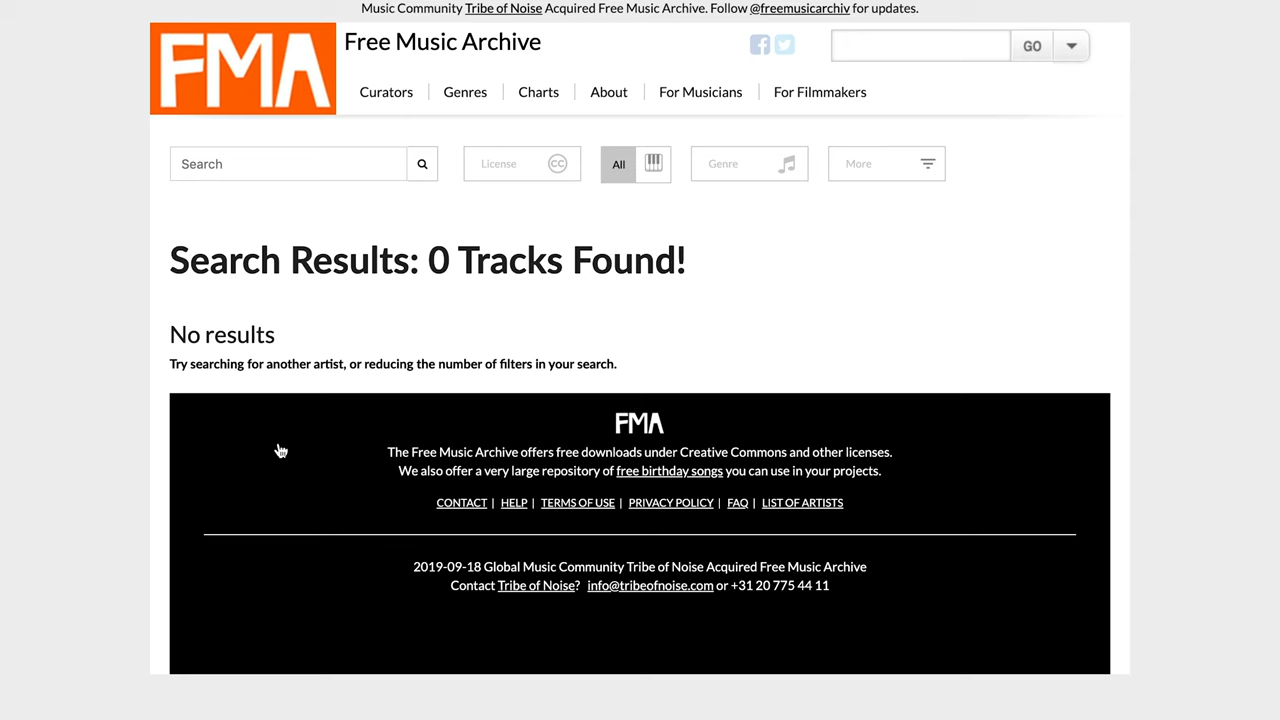 Music Community Tribe of Noise Acquired Free Music Archive. Follow @freemusicarchiv for updates.
FMA
Free Music Archive
GO
Curators
Genres
Charts
About
For Musicians
For Filmmakers
Search
License
CC
All
Genre
More
Search Results: 0 Tracks Found!
No results
Try searching for another artist, or reducing the number of filters in your search.
FMA
The Free Music Archive offers free downloads under Creative Commons and other licenses.
We also offer a very large repository of free birthday songs you can use in your projects.
CONTACT | HELP | TERMS OF USE | PRIVACY POLICY | FAQ | LIST OF ARTISTS
2019-09-18 Global Music Community Tribe of Noise Acquired Free Music Archive
Contact Tribe of Noise? info@tribeofnoise.com or +31 20 775 44 11